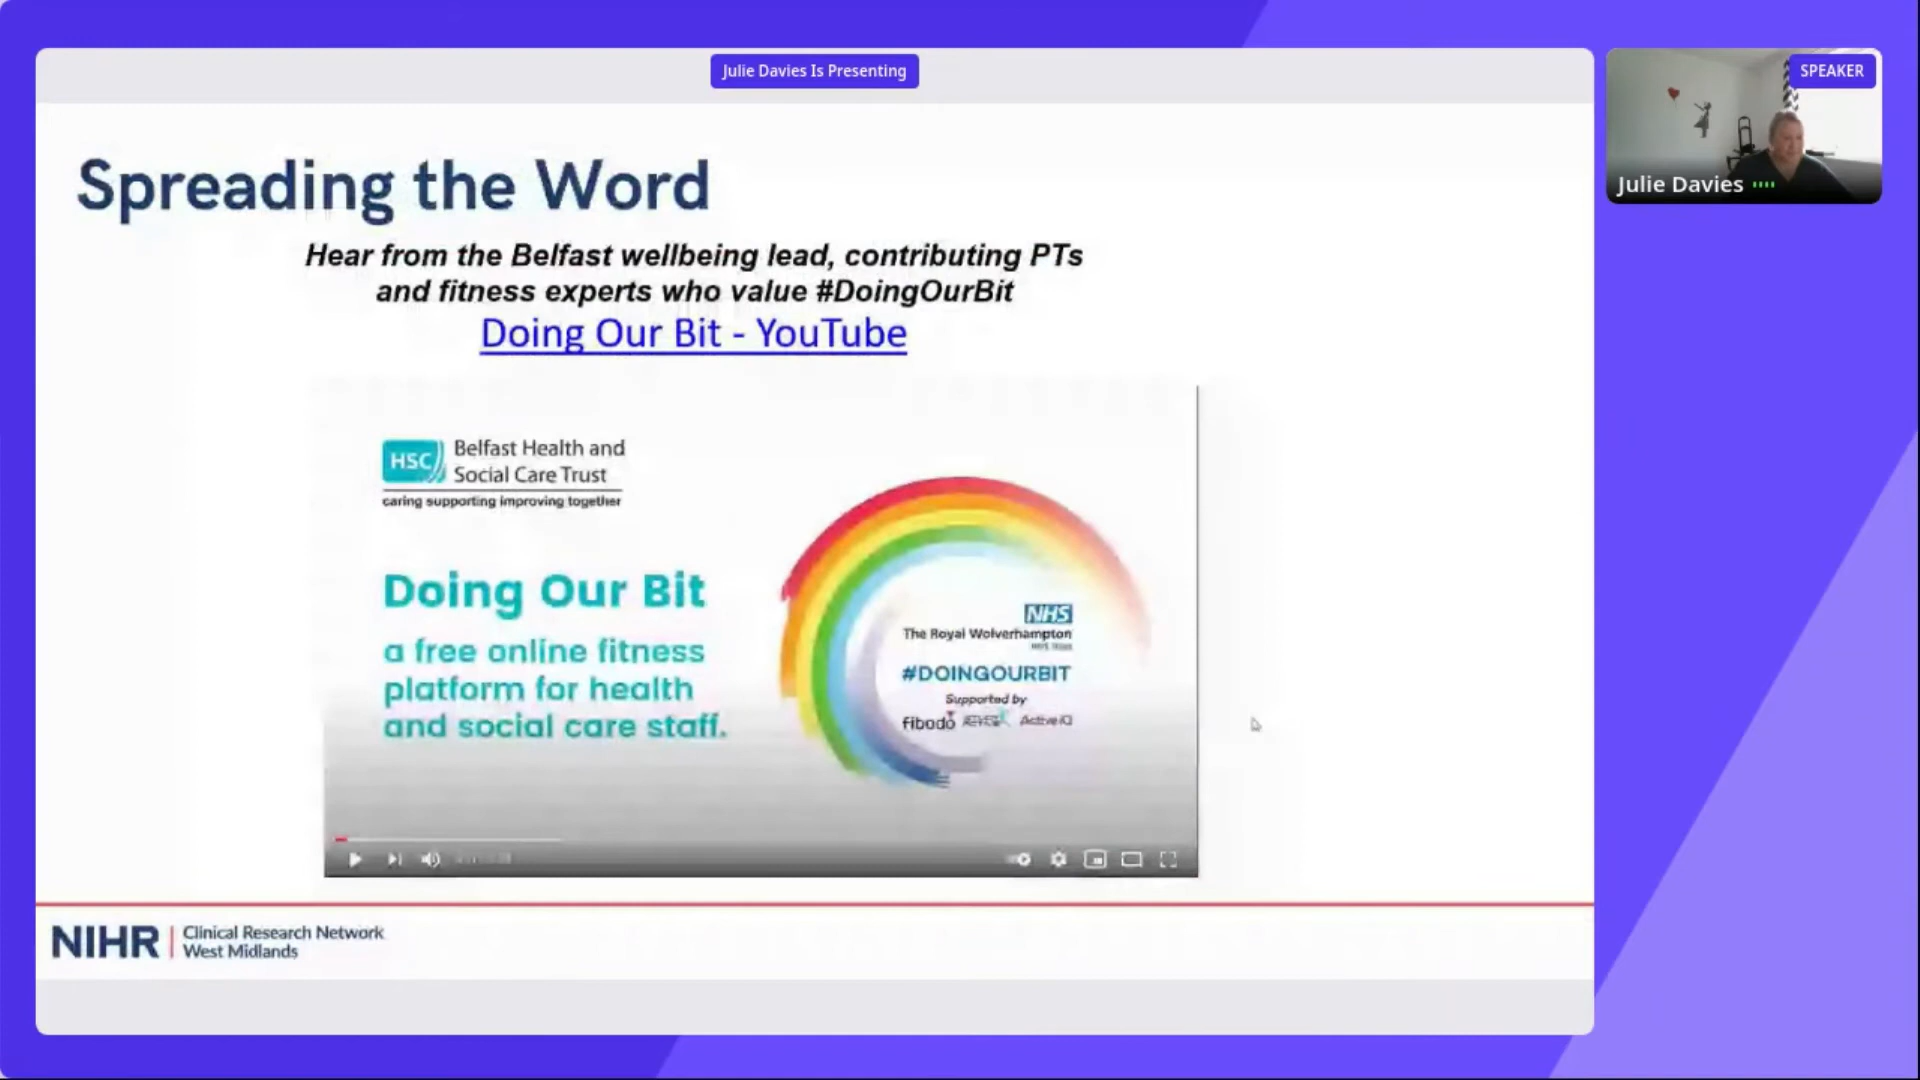 Julie Davies Is Presenting
SPEAKER
Julie Davies
Spreading the Word
Hear from the Belfast wellbeing lead, contributing PTs
and fitness experts who value #DoingOurBit
Doing Our Bit - YouTube
HSC
Belfast Health and
Social Care Trust
caring supporting improving together
Doing Our Bit
a free online fitness
platform for health
and social care staff.
NHS
The Royal Wolverhampton
#DOINGOURBIT
Supported by
fibodo
Active IQ
NIHR
Clinical Research Network
West Midlands